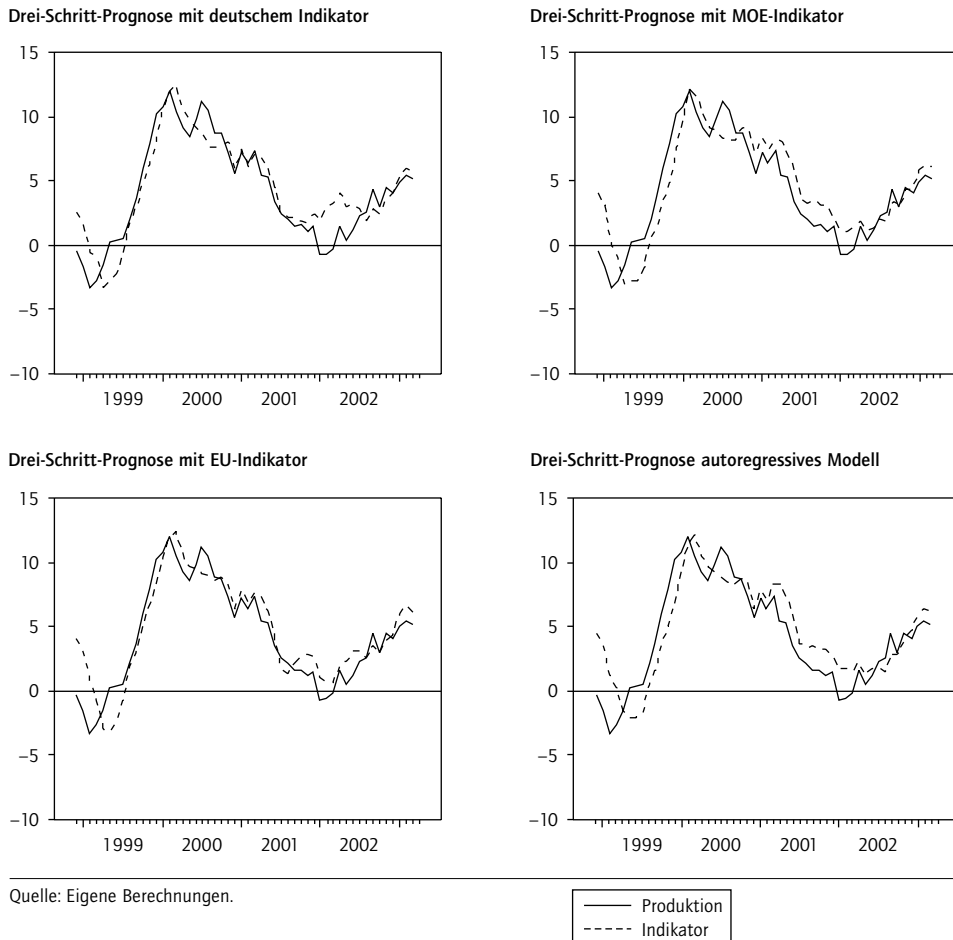 Drei-Schritt-Prognose mit deutschem Indikator
15
10
5
0
−5
−10
1999 2000 2001 2002
Drei-Schritt-Prognose mit MOE-Indikator
15
10
5
0
−5
−10
1999 2000 2001 2002
Drei-Schritt-Prognose mit EU-Indikator
15
10
5
0
−5
−10
1999 2000 2001 2002
Drei-Schritt-Prognose autoregressives Modell
15
10
5
0
−5
−10
1999 2000 2001 2002
Quelle: Eigene Berechnungen.
Produktion
Indikator